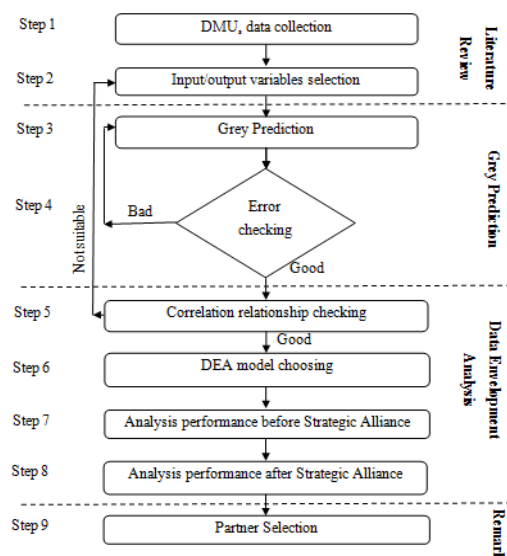 Step 1
DMU, data collection
Step 2
Input/output variables selection
Literature
Review
Step 3
Grey Prediction
Step 4
Error
checking
Bad
Good
Not suitable
Grey Prediction
Step 5
Correlation relationship checking
Good
Step 6
DEA model choosing
Step 7
Analysis performance before Strategic Alliance
Step 8
Analysis performance after Strategic Alliance
Data Envelopment
Analysis
Step 9
Partner Selection
Remarl